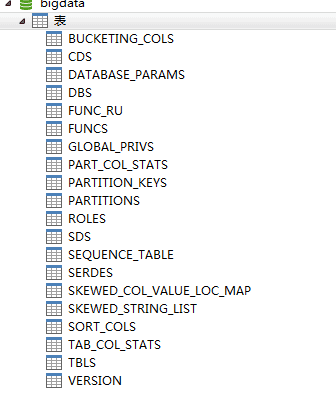 bigdata
表
BUCKETING_COLS
CDS
DATABASE_PARAMS
DBS
FUNC_RU
FUNCS
GLOBAL_PRIVS
PART_COL_STATS
PARTITION_KEYS
PARTITIONS
ROLES
SDS
SEQUENCE_TABLE
SERDES
SKEWED_COL_VALUE_LOC_MAP
SKEWED_STRING_LIST
SORT_COLS
TAB_COL_STATS
TBLS
VERSION